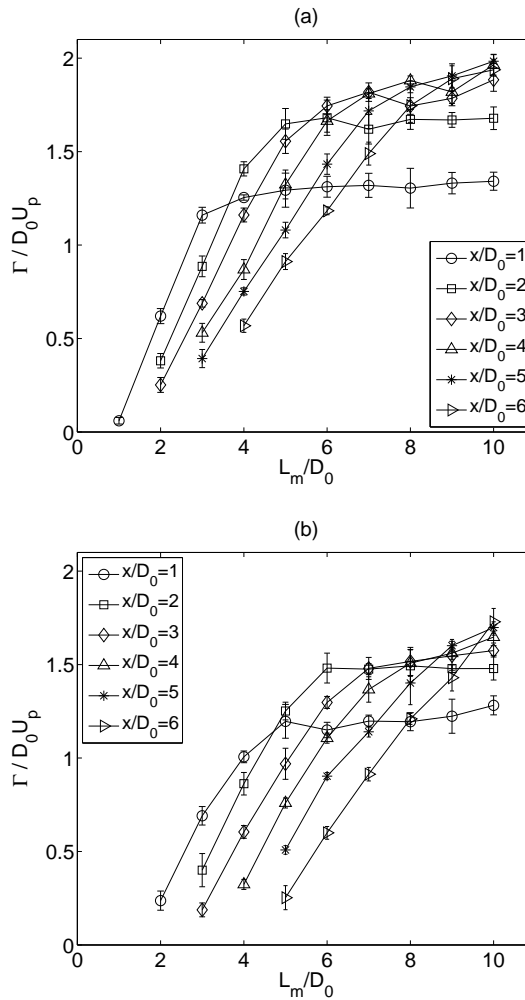 (a)
2
1.5
1
0.5
0
Γ / D0Up
0 2 4 6 8 10
Lm/D0
x/D0=1
x/D0=2
x/D0=3
x/D0=4
x/D0=5
x/D0=6
(b)
2
1.5
1
0.5
0
Γ / D0Up
0 2 4 6 8 10
Lm/D0
x/D0=1
x/D0=2
x/D0=3
x/D0=4
x/D0=5
x/D0=6